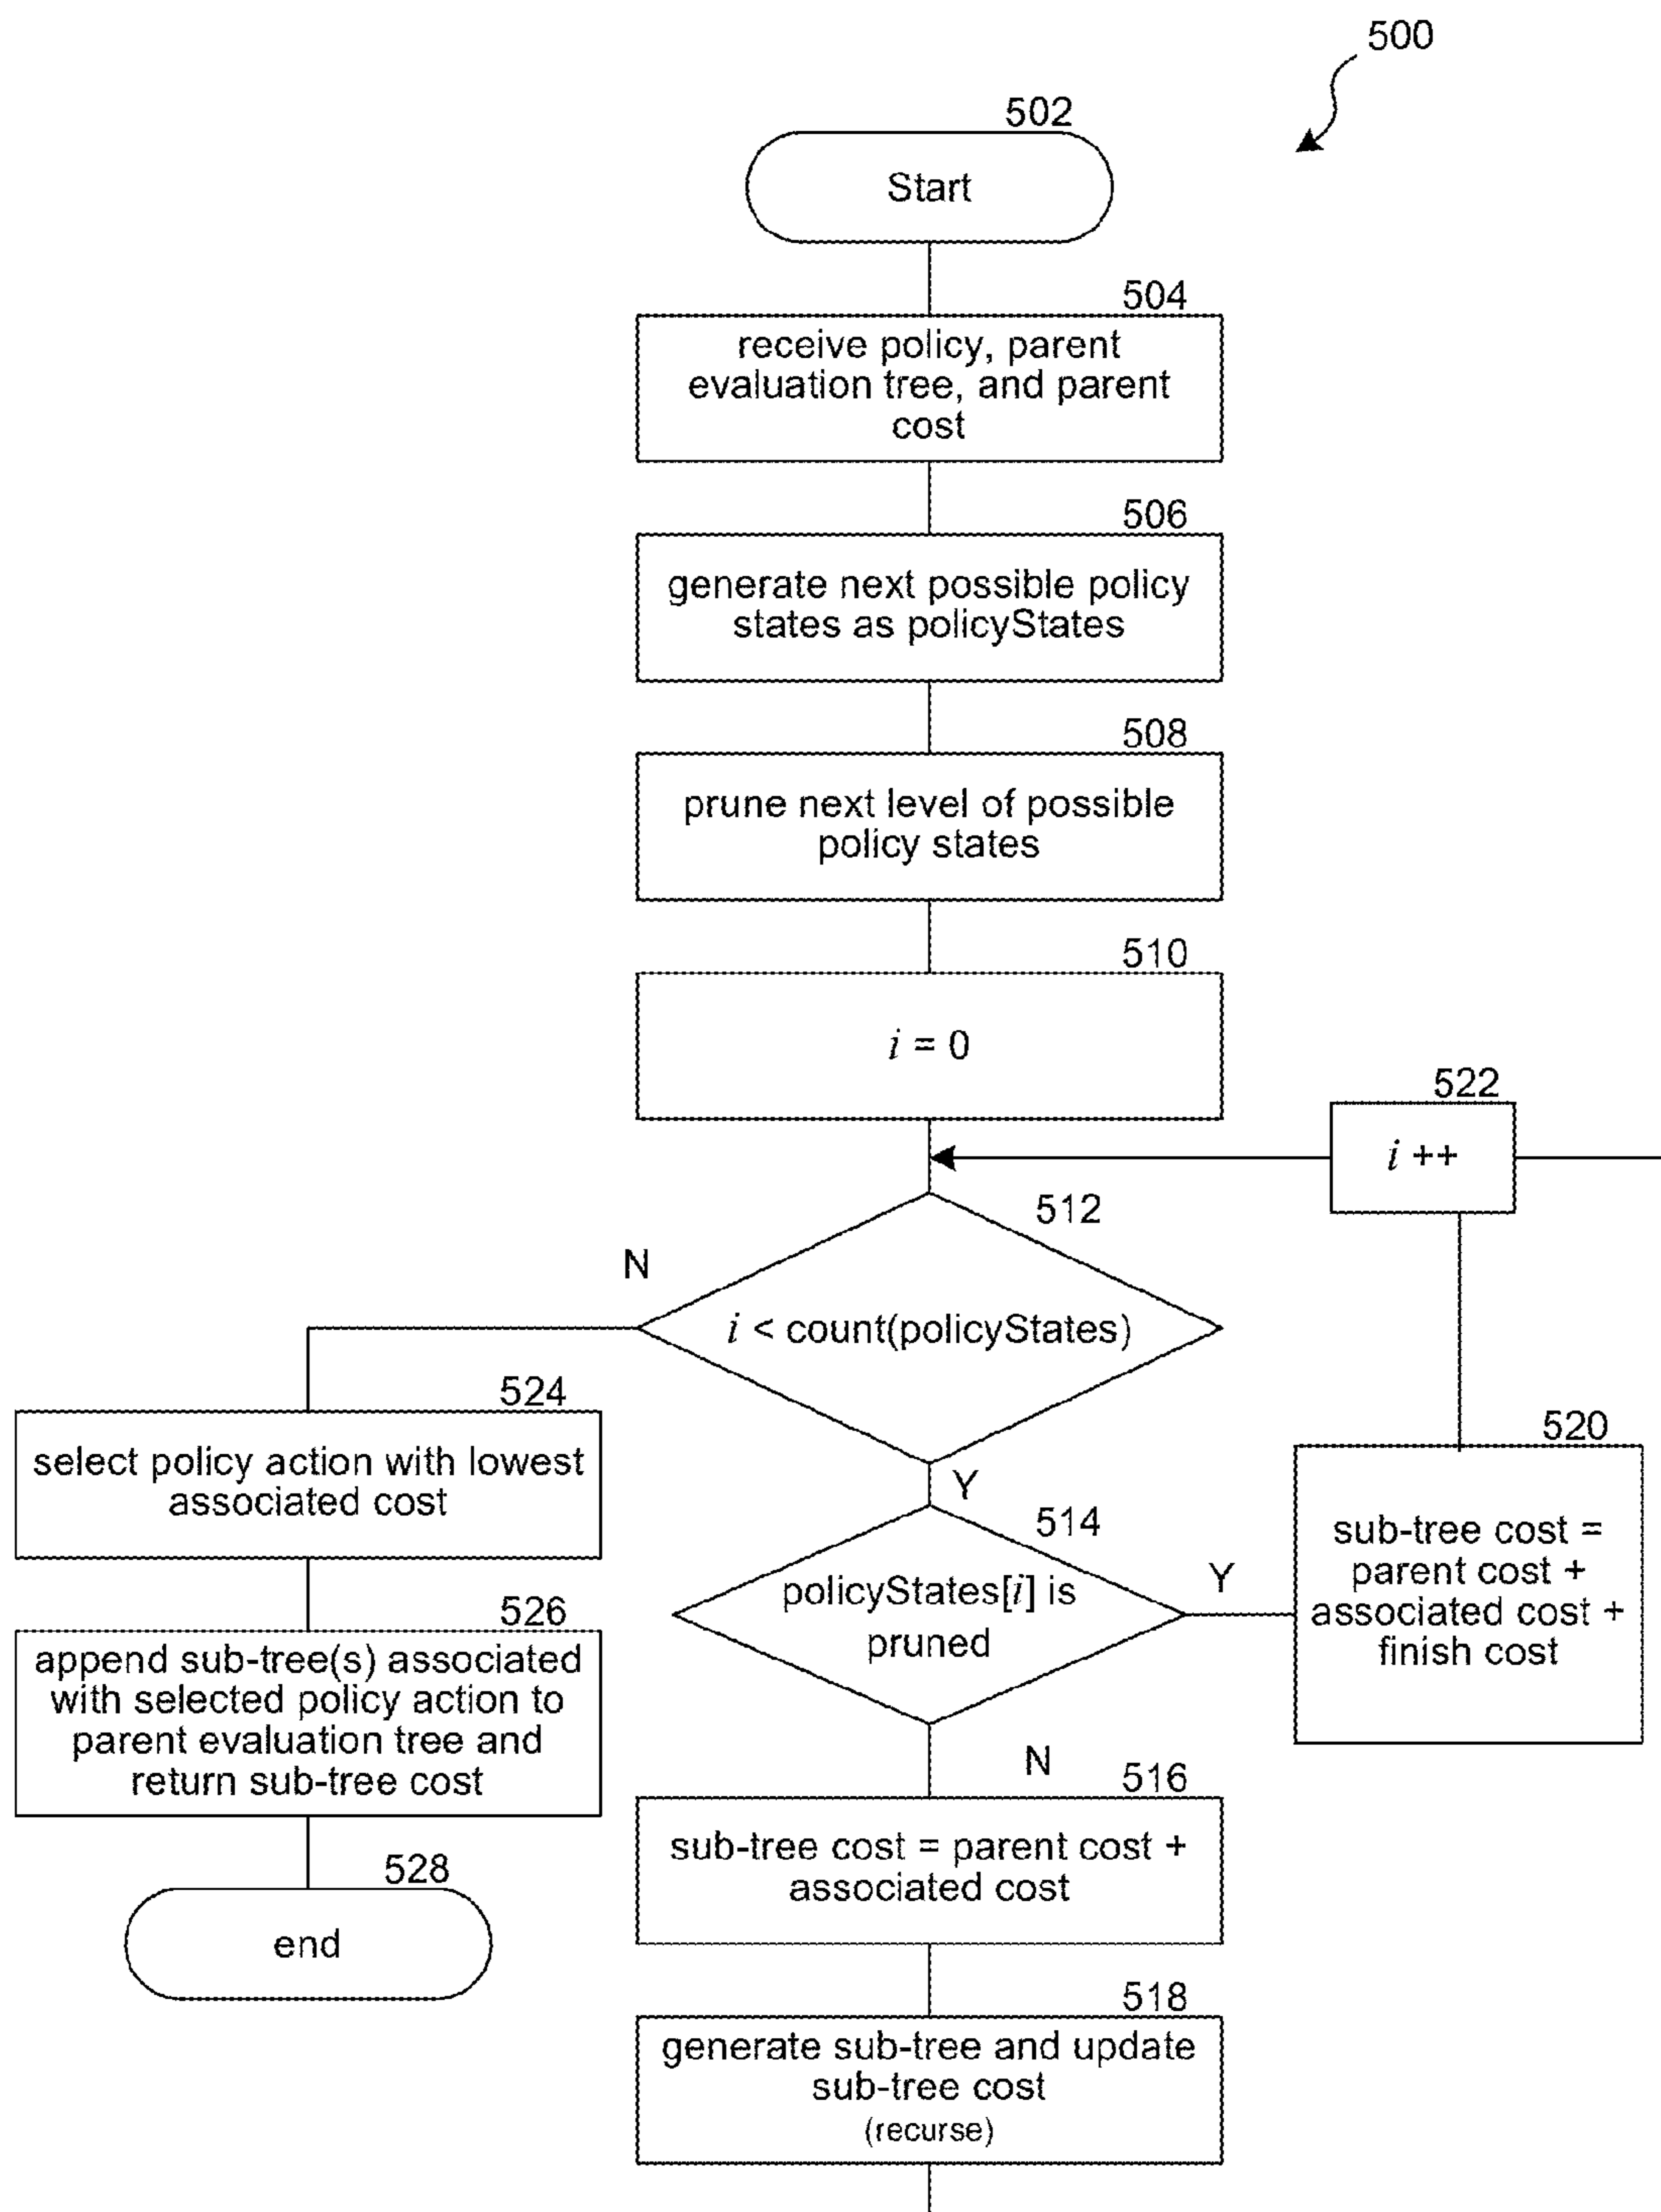 500
502
Start
504
receive policy, parent
evaluation tree, and parent
cost
506
generate next possible policy
states as policyStates
508
prune next level of possible
policy states
510
i = 0
522
i ++
512
N
i < count(policyStates)
Y
524
select policy action with lowest
associated cost
514
policyStates[i] is
pruned
Y
N
520
sub-tree cost =
parent cost +
associated cost +
finish cost
526
append sub-tree(s) associated
with selected policy action to
parent evaluation tree and
return sub-tree cost
528
end
516
sub-tree cost = parent cost +
associated cost
518
generate sub-tree and update
sub-tree cost
(recurse)